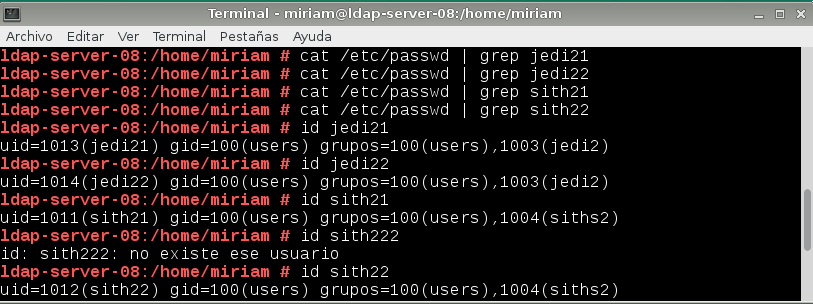 Terminal - miriam@ldap-server-08:/home/miriam
Archivo Editar Ver Terminal Pestañas Ayuda
ldap-server-08:/home/miriam # cat /etc/passwd | grep jedi21
ldap-server-08:/home/miriam # cat /etc/passwd | grep jedi22
ldap-server-08:/home/miriam # cat /etc/passwd | grep sith21
ldap-server-08:/home/miriam # cat /etc/passwd | grep sith22
ldap-server-08:/home/miriam # id jedi21
uid=1013(jedi21) gid=100(users) grupos=100(users),1003(jedi2)
ldap-server-08:/home/miriam # id jedi22
uid=1014(jedi22) gid=100(users) grupos=100(users),1003(jedi2)
ldap-server-08:/home/miriam # id sith21
uid=1011(sith21) gid=100(users) grupos=100(users),1004(siths2)
ldap-server-08:/home/miriam # id sith222
id: sith222: no existe ese usuario
ldap-server-08:/home/miriam # id sith22
uid=1012(sith22) gid=100(users) grupos=100(users),1004(siths2)